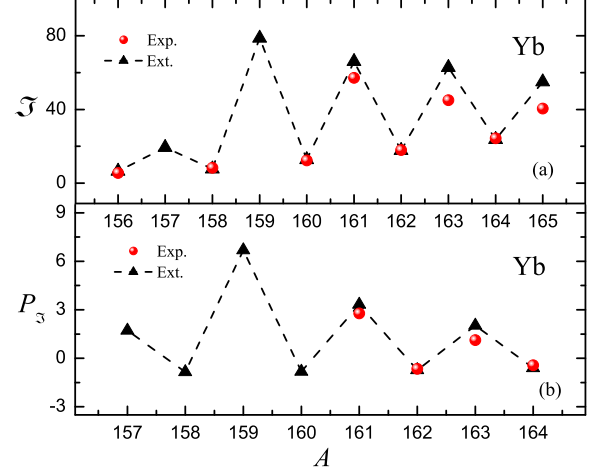 80
Exp.
Ext.
Yb
ℑ
40
0
(a)
156 157 158 159 160 161 162 163 164 165
9
Exp.
Ext.
Yb
6
P_ℑ
3
0
(b)
-3
157 158 159 160 161 162 163 164
A